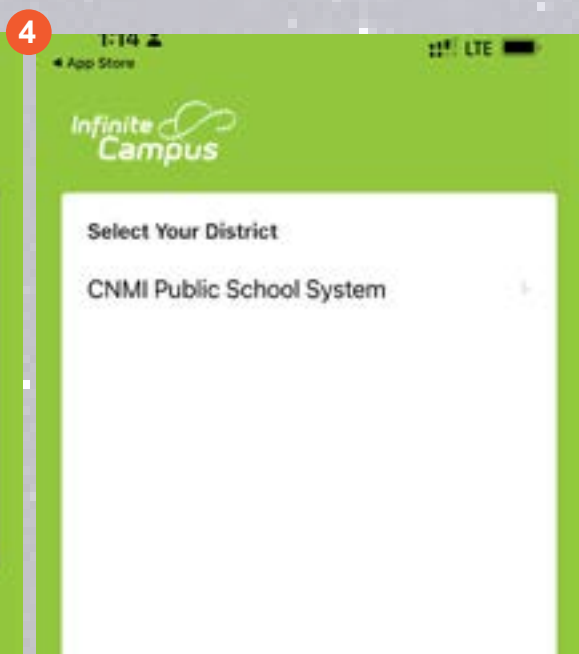 4
1:14
App Store
LTE
Infinite
Campus
Select Your District
CNMI Public School System